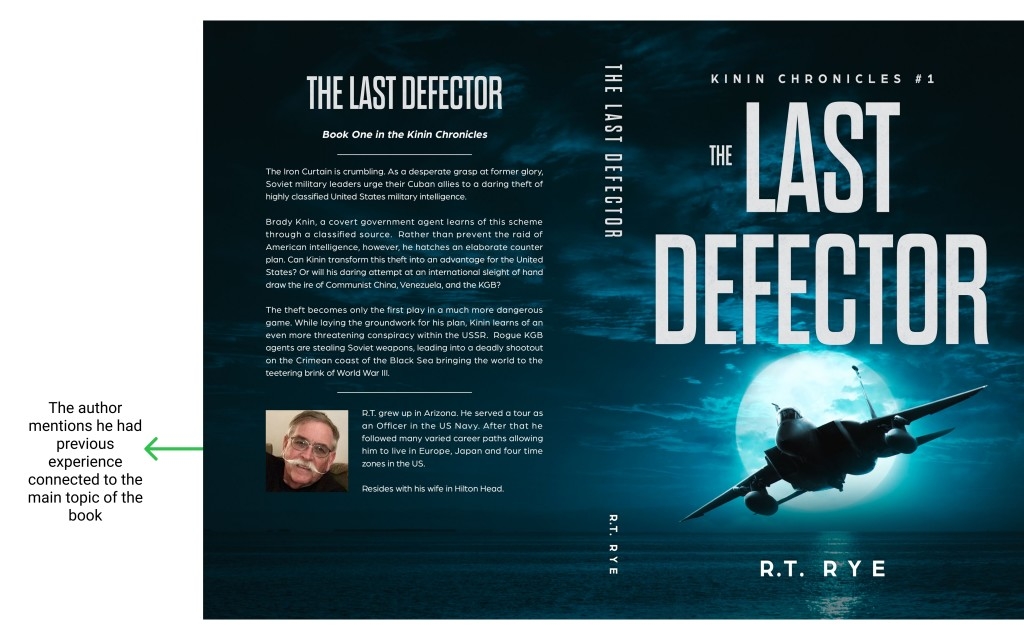 The author
mentions he had
previous
experience
connected to the
main topic of the
book
THE LAST DEFECTOR
Book One in the Kinin Chronicles
The Iron Curtain is crumbling. As a desperate grasp at former glory,
Soviet military leaders urge their Cuban allies to a daring theft of
highly classified United States military intelligence.
Brady Knin, a covert government agent learns of this scheme
through a classified source. Rather than prevent the raid of
American intelligence, however, he hatches an elaborate counter
plan. Can Kinin transform this theft into an advantage for the United
States? Or will his daring attempt at an international sleight of hand
draw the ire of Communist China, Venezuela, and the KGB?
The theft becomes only the first play in a much more dangerous
game. While laying the groundwork for his plan, Kinin learns of an
even more threatening conspiracy within the USSR. Rogue KGB
agents are stealing Soviet weapons, leading into a deadly shootout
on the Crimean coast of the Black Sea bringing the world to the
teetering brink of World War III.
R.T. grew up in Arizona. He served a tour as
an Officer in the US Navy. After that he
followed many varied career paths allowing
him to live in Europe, Japan and four time
zones in the US.
Resides with his wife in Hilton Head.
THE LAST DEFECTOR
R.T. RYE
KININ CHRONICLES #1
THE LAST
DEFECTOR
R.T. RYE